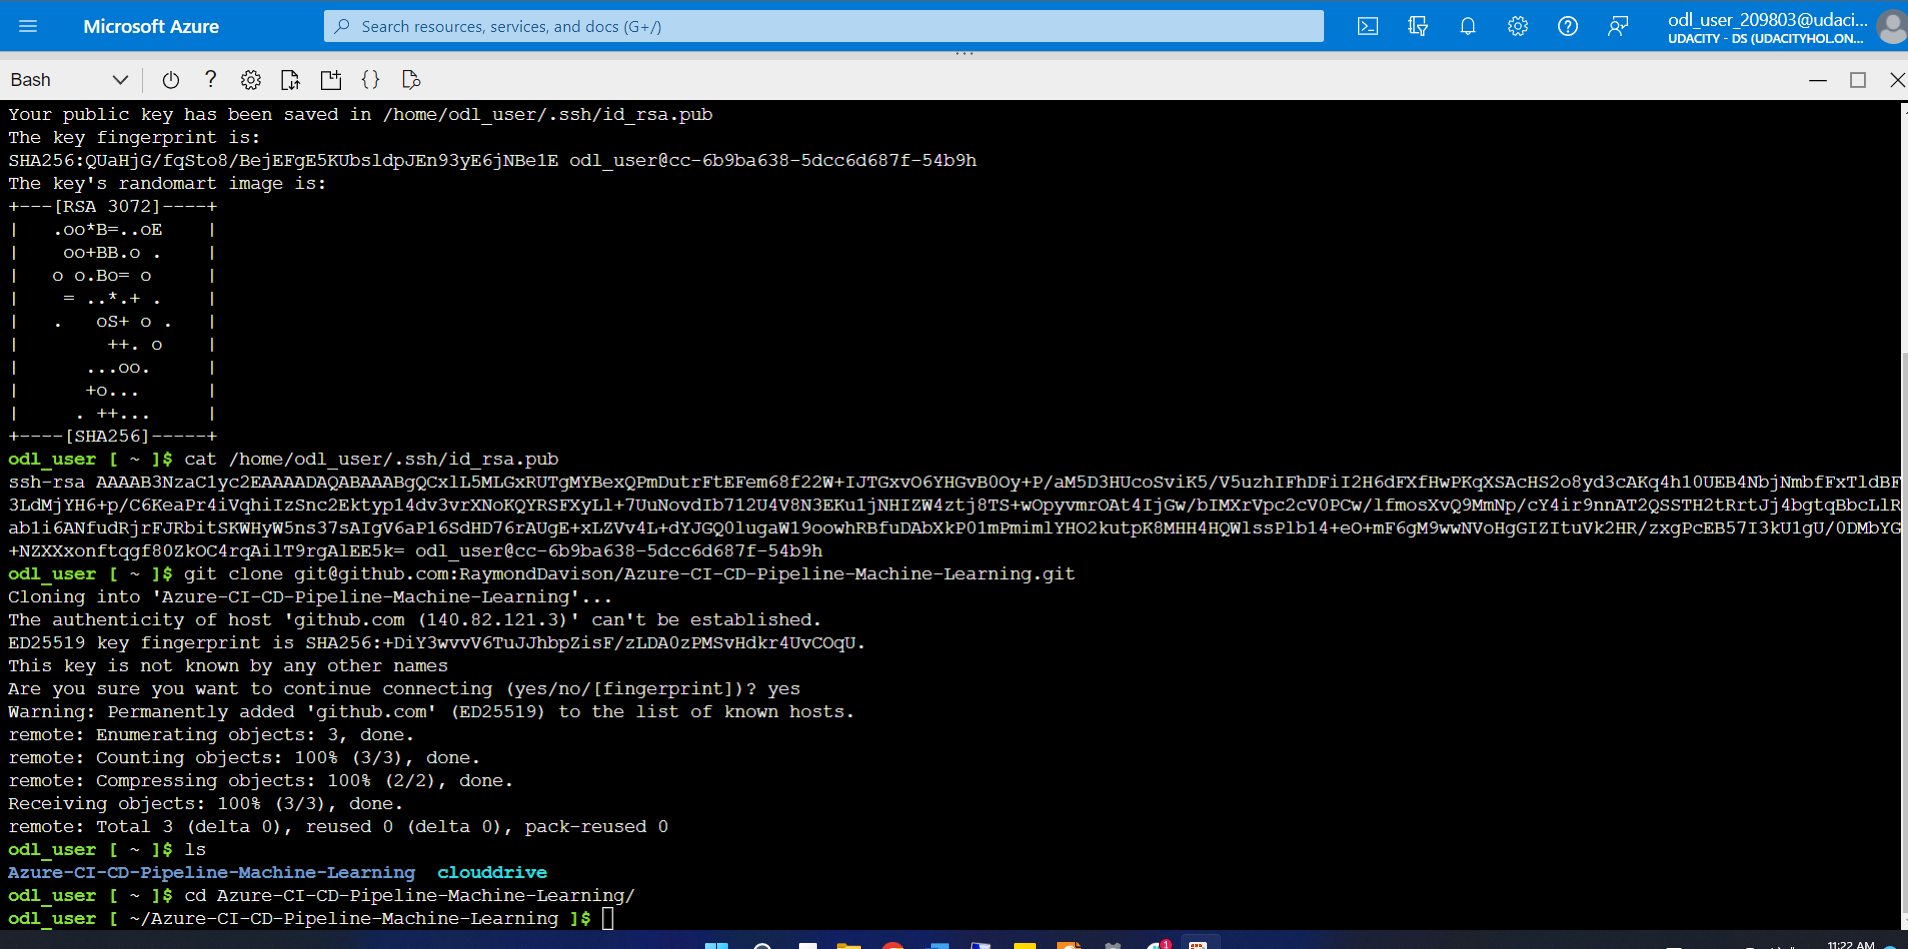 Microsoft Azure
Search resources, services, and docs (G+/)
odl_user_209803@udaci...
UDACITY - DS (UDACITYHOL.ON...
Bash
Your public key has been saved in /home/odl_user/.ssh/id_rsa.pub
The key fingerprint is:
SHA256:QUaHjG/fqSto8/BejEFgE5KUbsldpJEn93yE6jNBe1E odl_user@cc-6b9ba638-5dcc6d687f-54b9h
The key's randomart image is:
+---[RSA 3072]----+
|   .oo*B=..oE    |
|    oo+BB.o .    |
|   o o.Bo= o     |
|    = ..*.+ .    |
|   .   oS+ o .   |
|        ++. o    |
|      ...oo.     |
|      +o...      |
|     . ++...     |
+----[SHA256]-----+
odl_user [ ~ ]$ cat /home/odl_user/.ssh/id_rsa.pub
ssh-rsa AAAAB3NzaC1yc2EAAAADAQABAAABgQCxlL5MLGxRUTgMYBexQPmDutrFtEFem68f22W+IJTGxvO6YHGvB0Oy+P/aM5D3HUcoSviK5/V5uzhIFhDFiI2H6dFXfHwPKqXSAcHS2o8yd3cAKq4h10UEB4NbjNmbfFxTldBF
3LdMjYH6+p/C6KeaPr4iVqhiIzSnc2Ektyp14dv3vrXNoKQYRSFXyLl+7UuNovdIb712U4V8N3EKu1jNHIZW4ztj8TS+wOpyvmrOAt4IjGw/bIMXrVpc2cV0PCw/lfmosXvQ9MmNp/cY4ir9nnAT2QSSTH2tRrtJj4bgtqBbcLlR
ab1i6ANfudRjrFJRbitSKWHyW5ns37sAIgV6aP16SdHD76rAUgE+xLZVv4L+dYJGQ0lugaW19oowhRBfuDAbXkP01mPmimlYHO2kutpK8MHH4HQWlssPlb14+eO+mF6gM9wwNVoHgGIZItuVk2HR/zxgPcEB57I3kU1gU/0DMbYG
+NZXXxonftqgf80ZkOC4rqAilT9rgAlEE5k= odl_user@cc-6b9ba638-5dcc6d687f-54b9h
odl_user [ ~ ]$ git clone git@github.com:RaymondDavison/Azure-CI-CD-Pipeline-Machine-Learning.git
Cloning into 'Azure-CI-CD-Pipeline-Machine-Learning'...
The authenticity of host 'github.com (140.82.121.3)' can't be established.
ED25519 key fingerprint is SHA256:+DiY3wvvV6TuJJhbpZisF/zLDA0zPMSvHdkr4UvCOqU.
This key is not known by any other names
Are you sure you want to continue connecting (yes/no/[fingerprint])? yes
Warning: Permanently added 'github.com' (ED25519) to the list of known hosts.
remote: Enumerating objects: 3, done.
remote: Counting objects: 100% (3/3), done.
remote: Compressing objects: 100% (2/2), done.
Receiving objects: 100% (3/3), done.
remote: Total 3 (delta 0), reused 0 (delta 0), pack-reused 0
odl_user [ ~ ]$ ls
Azure-CI-CD-Pipeline-Machine-Learning  clouddrive
odl_user [ ~ ]$ cd Azure-CI-CD-Pipeline-Machine-Learning/
odl_user [ ~/Azure-CI-CD-Pipeline-Machine-Learning ]$
1
11:22 AM